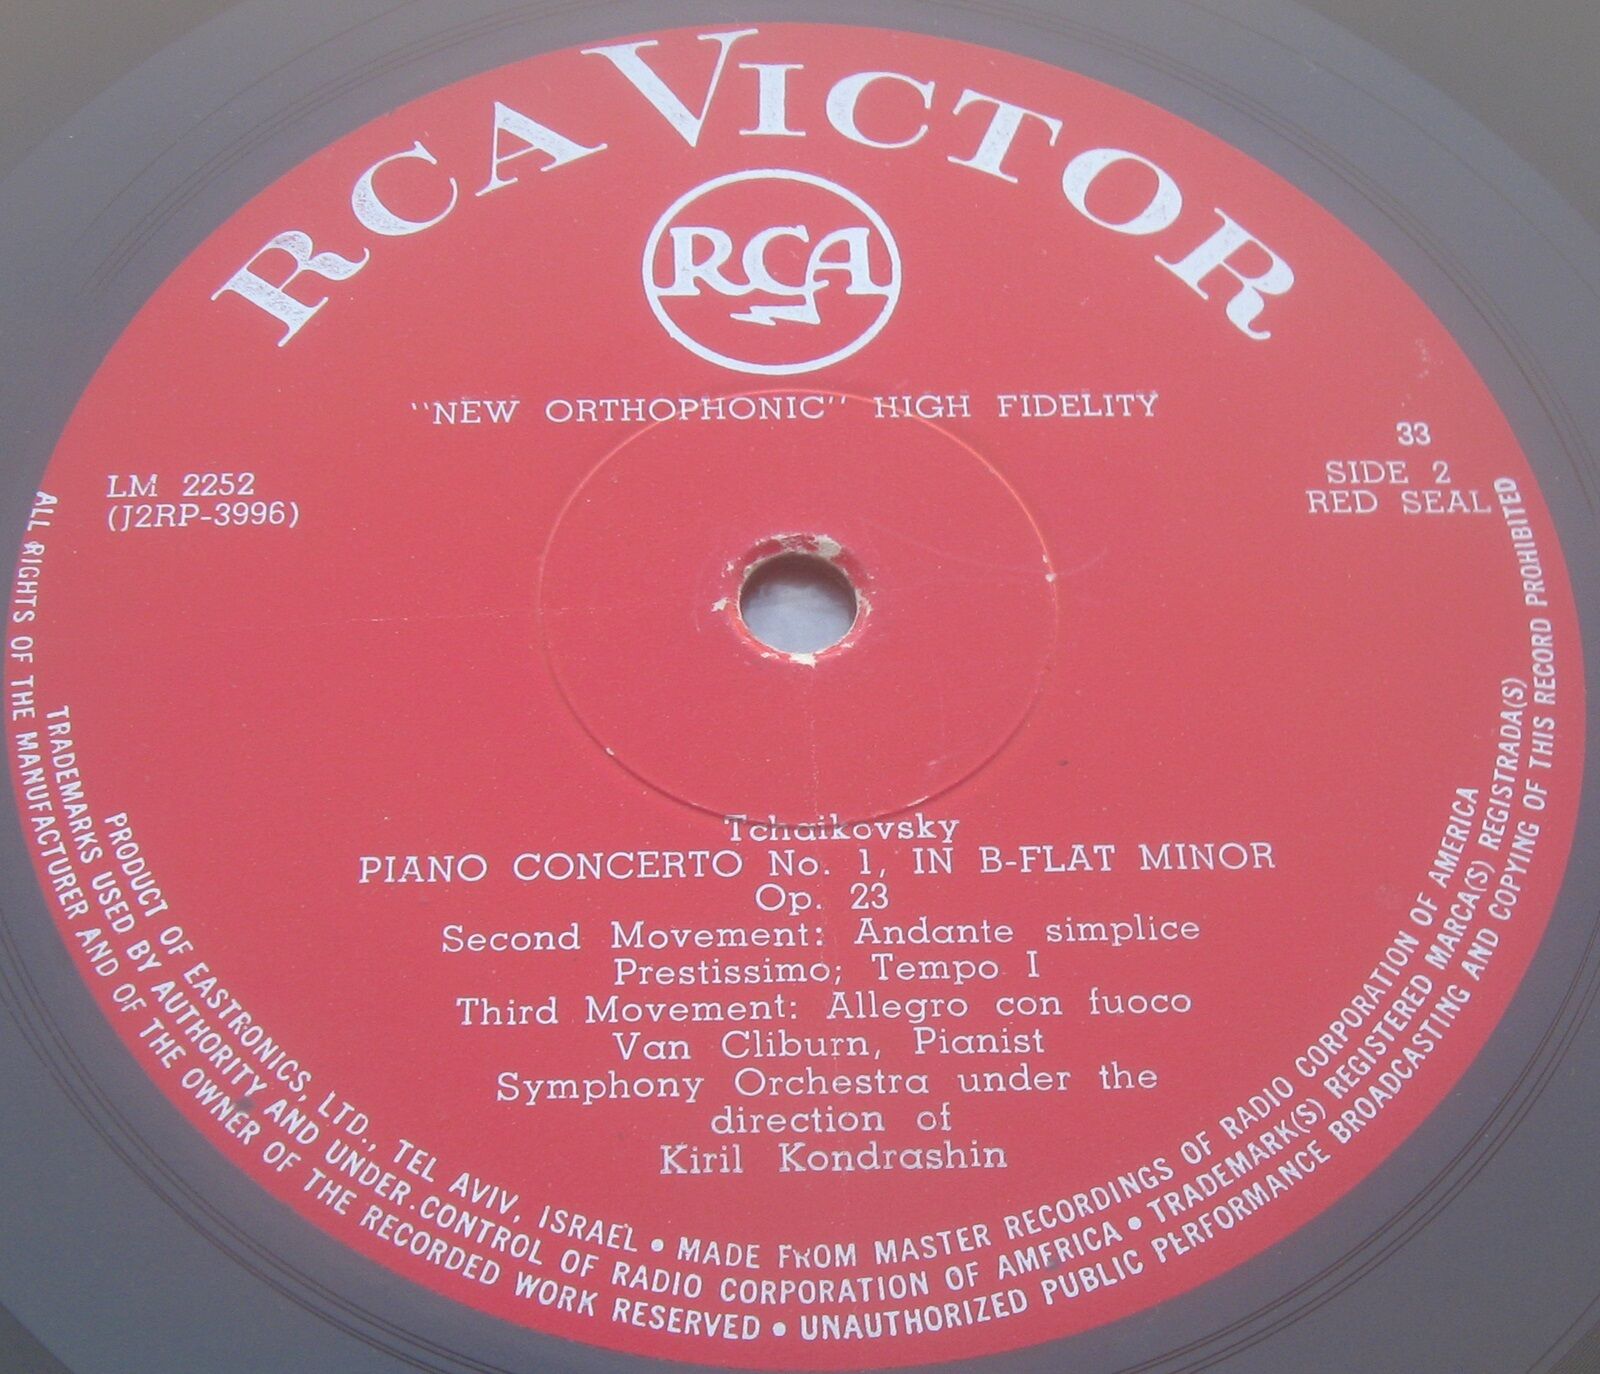 RCA VICTOR
RCA
"NEW ORTHOPHONIC" HIGH FIDELITY
33
LM 2252
SIDE 2
(J2RP-3996)
RED SEAL
Tchaikovsky
PIANO CONCERTO No. 1, IN B-FLAT MINOR
Op. 23
Second Movement: Andante simplice
Prestissimo; Tempo I
Third Movement: Allegro con fuoco
Van Cliburn, Pianist
Symphony Orchestra under the
direction of
Kiril Kondrashin
PRODUCT OF EASTRONICS, LTD., TEL AVIV, ISRAEL • MADE FROM MASTER RECORDINGS OF RADIO CORPORATION OF AMERICA
TRADEMARKS USED BY AUTHORITY AND UNDER CONTROL OF RADIO CORPORATION OF AMERICA • TRADEMARK(S) REGISTERED MARCA(S) REGISTRADA(S)
ALL RIGHTS OF THE MANUFACTURER AND OF THE OWNER OF THE RECORDED WORK RESERVED • UNAUTHORIZED PUBLIC PERFORMANCE BROADCASTING AND COPYING OF THIS RECORD PROHIBITED